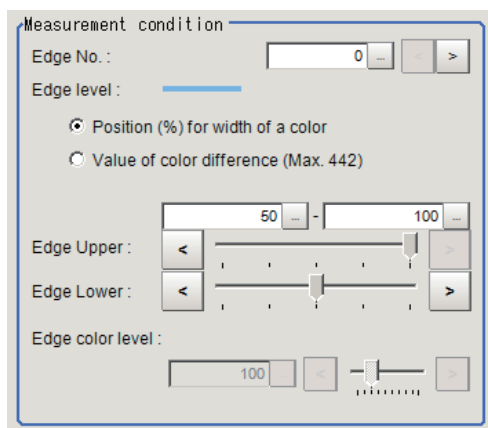 Measurement condition
Edge No. : 0 ... < >
Edge level :
Position (%) for width of a color
Value of color difference (Max. 442)
50 ... - 100 ...
Edge Upper : < >
Edge Lower : < >
Edge color level :
100 ... < >